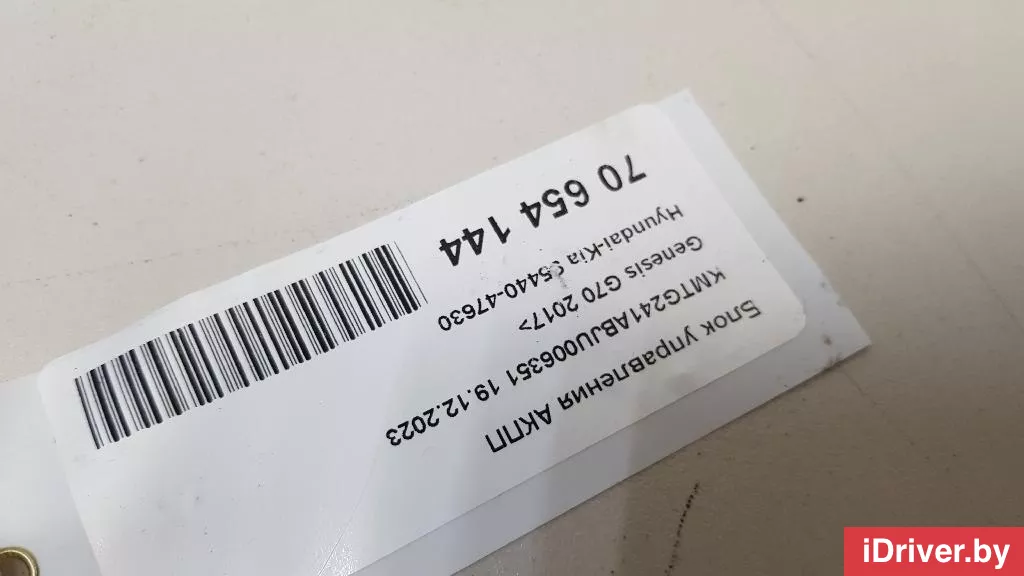 Блок управления АКПП
KMTG241ABJU006351 19.12.2023
Genesis G70 2017>
Hyundai-Kia 95440-47630
70 654 144
iDriver.by